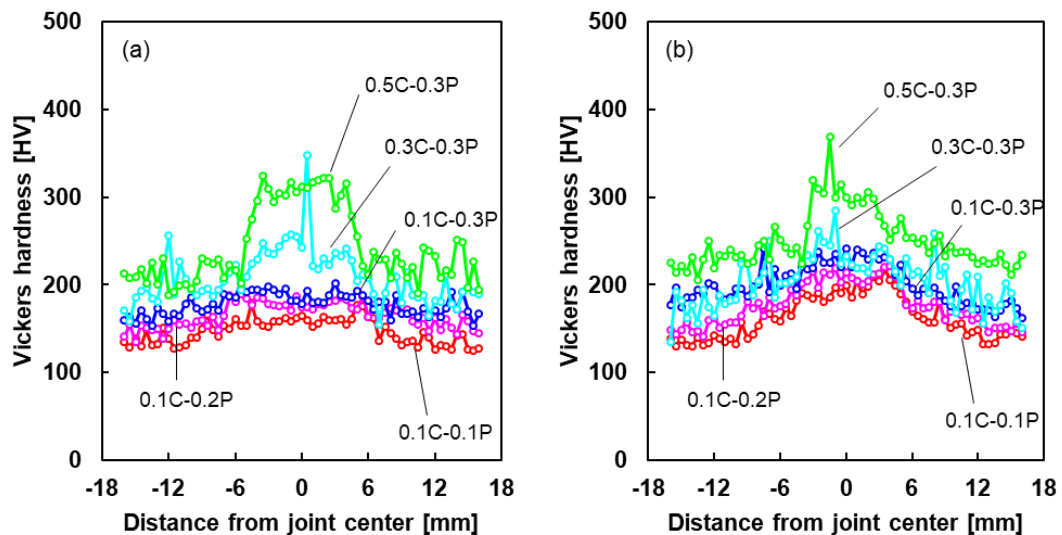 (a)
Vickers hardness [HV]
500
400
300
200
100
0
0.5C-0.3P
0.3C-0.3P
0.1C-0.3P
0.1C-0.2P
0.1C-0.1P
-18 -12 -6 0 6 12 18
Distance from joint center [mm]
(b)
Vickers hardness [HV]
500
400
300
200
100
0
0.5C-0.3P
0.3C-0.3P
0.1C-0.3P
0.1C-0.2P
0.1C-0.1P
-18 -12 -6 0 6 12 18
Distance from joint center [mm]